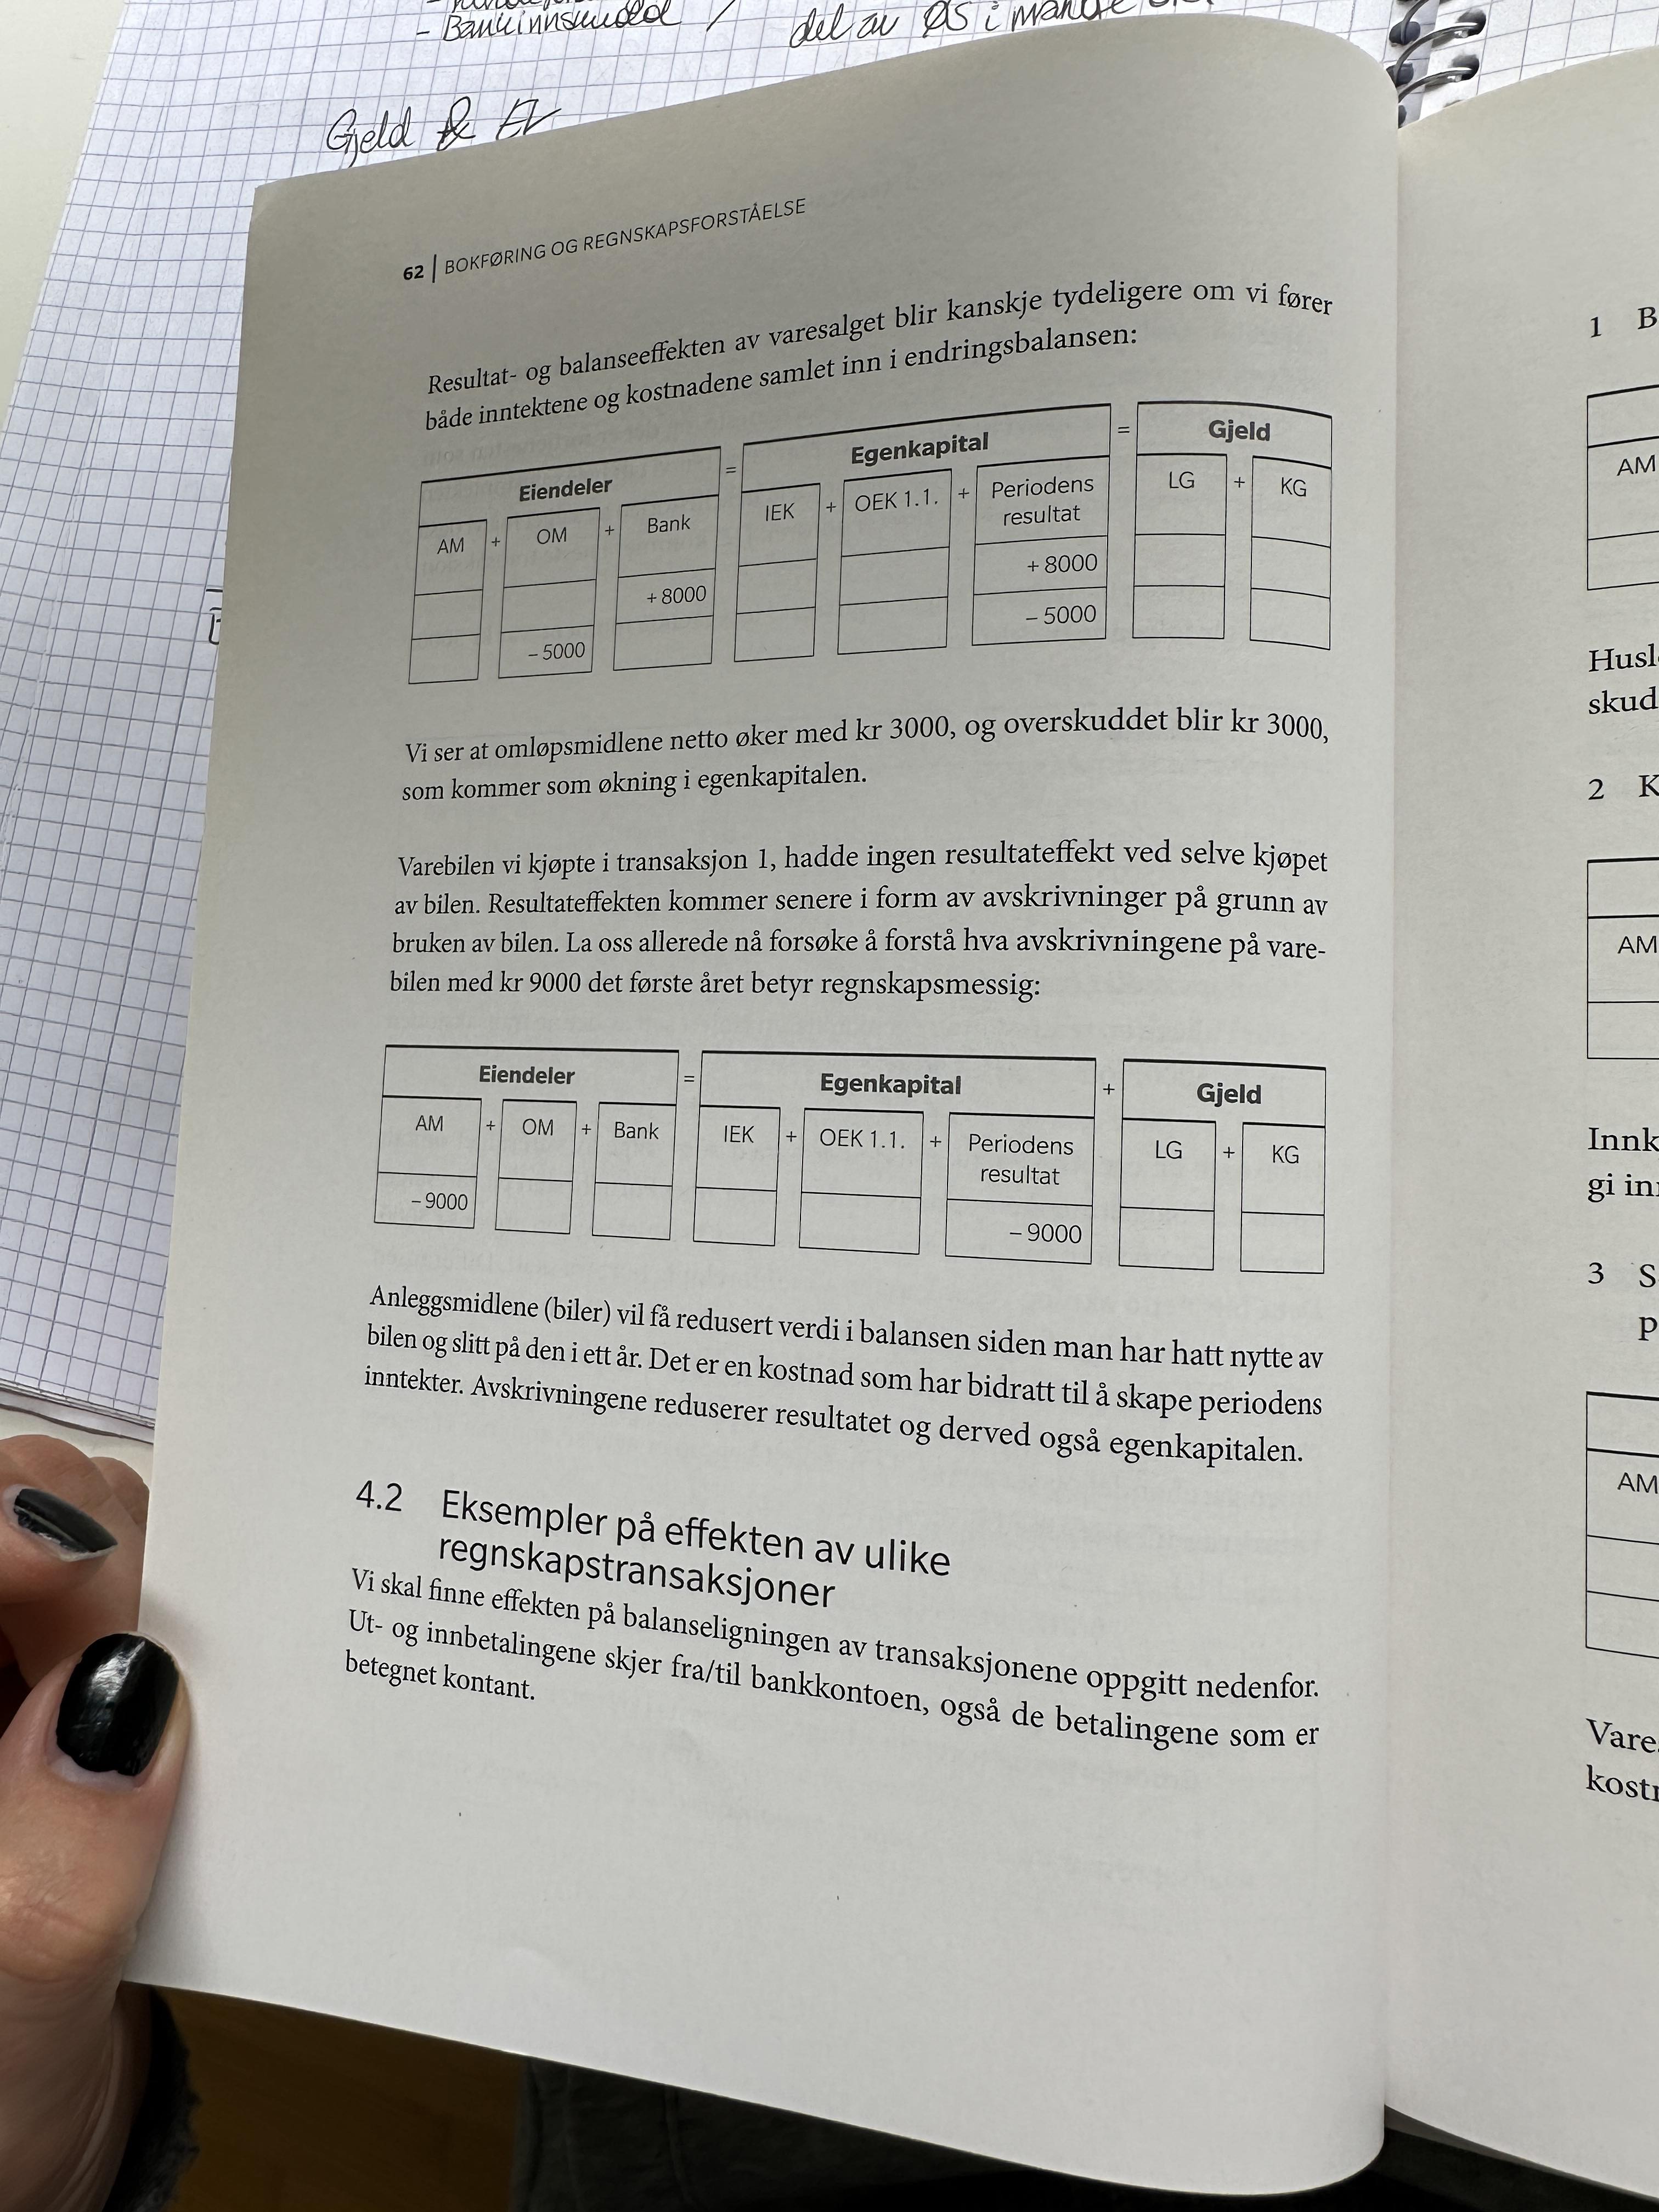 - Bankinnskudd / del av ØS i mange
Gjeld & EK
62 | BOKFØRING OG REGNSKAPSFORSTÅELSE
Resultat- og balanseeffekten av varesalget blir kanskje tydeligere om vi fører
både inntektene og kostnadene samlet inn i endringsbalansen:
Eiendeler = Egenkapital = Gjeld
AM + OM + Bank IEK + OEK 1.1. + Periodens resultat LG + KG
+ 8000 + 8000
– 5000 – 5000
Vi ser at omløpsmidlene netto øker med kr 3000, og overskuddet blir kr 3000,
som kommer som økning i egenkapitalen.
Varebilen vi kjøpte i transaksjon 1, hadde ingen resultateffekt ved selve kjøpet
av bilen. Resultateffekten kommer senere i form av avskrivninger på grunn av
bruken av bilen. La oss allerede nå forsøke å forstå hva avskrivningene på vare-
bilen med kr 9000 det første året betyr regnskapsmessig:
Eiendeler = Egenkapital + Gjeld
AM + OM + Bank IEK + OEK 1.1. + Periodens resultat LG + KG
– 9000 – 9000
Anleggsmidlene (biler) vil få redusert verdi i balansen siden man har hatt nytte av
bilen og slitt på den i ett år. Det er en kostnad som har bidratt til å skape periodens
inntekter. Avskrivningene reduserer resultatet og derved også egenkapitalen.
4.2 Eksempler på effekten av ulike
regnskapstransaksjoner
Vi skal finne effekten på balanseligningen av transaksjonene oppgitt nedenfor.
Ut- og innbetalingene skjer fra/til bankkontoen, også de betalingene som er
betegnet kontant.
1 B
AM
Husl
skud
2 K
AM
Innk
gi in
3 S
p
AM
Vare
kost